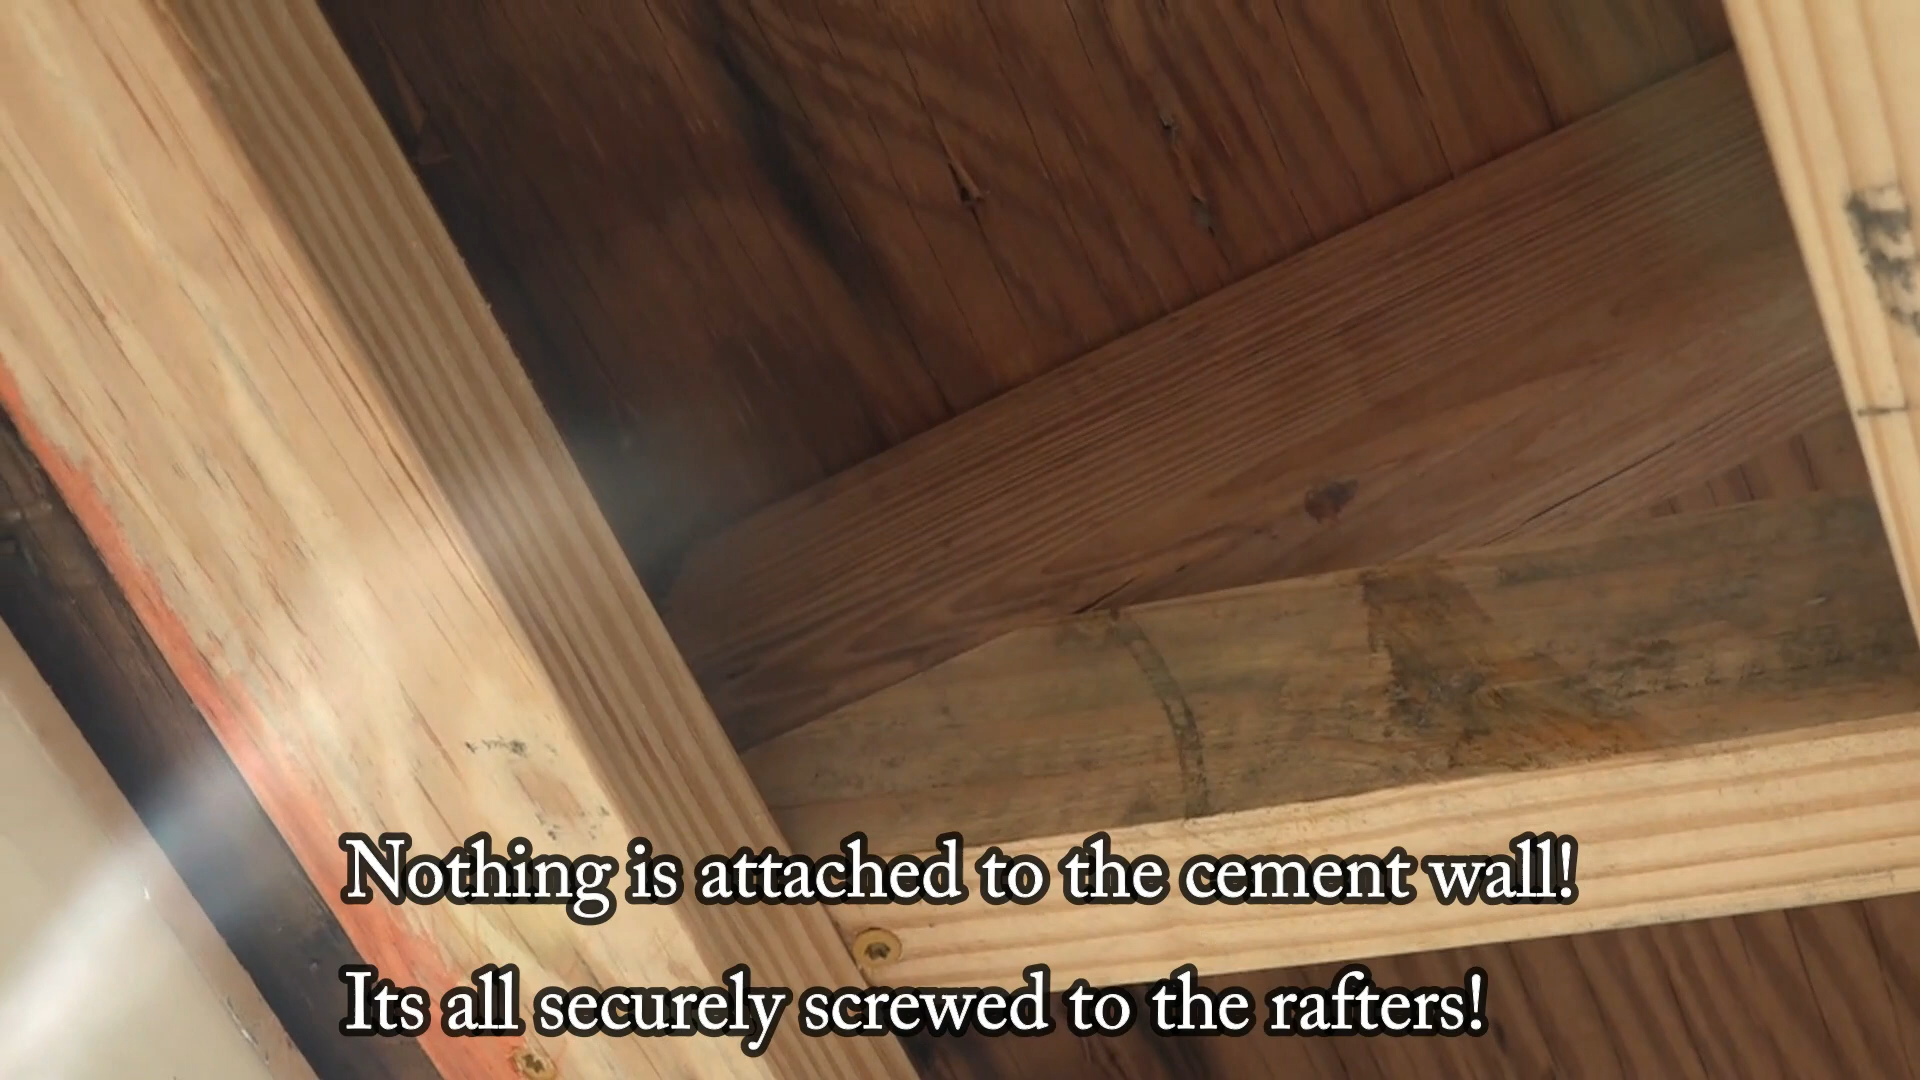 Nothing is attached to the cement wall!
Its all securely screwed to the rafters!